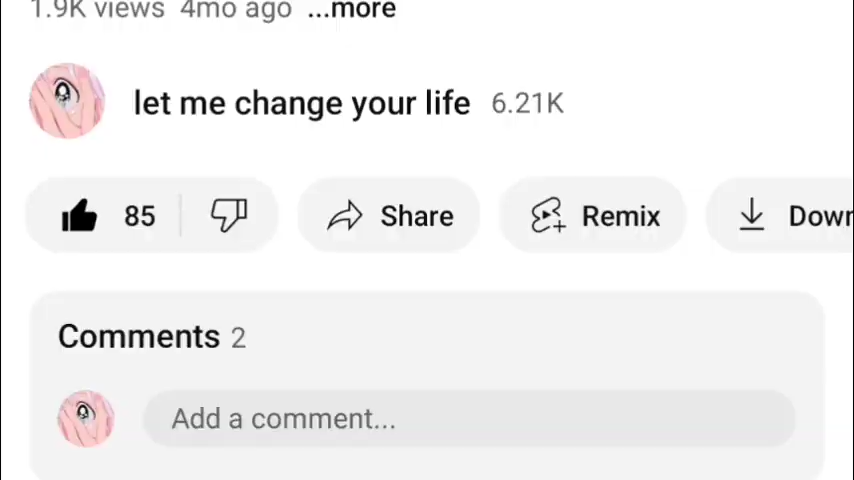 1.9K views 4mo ago ...more
let me change your life 6.21K
85 Share Remix Down
Comments 2
Add a comment...